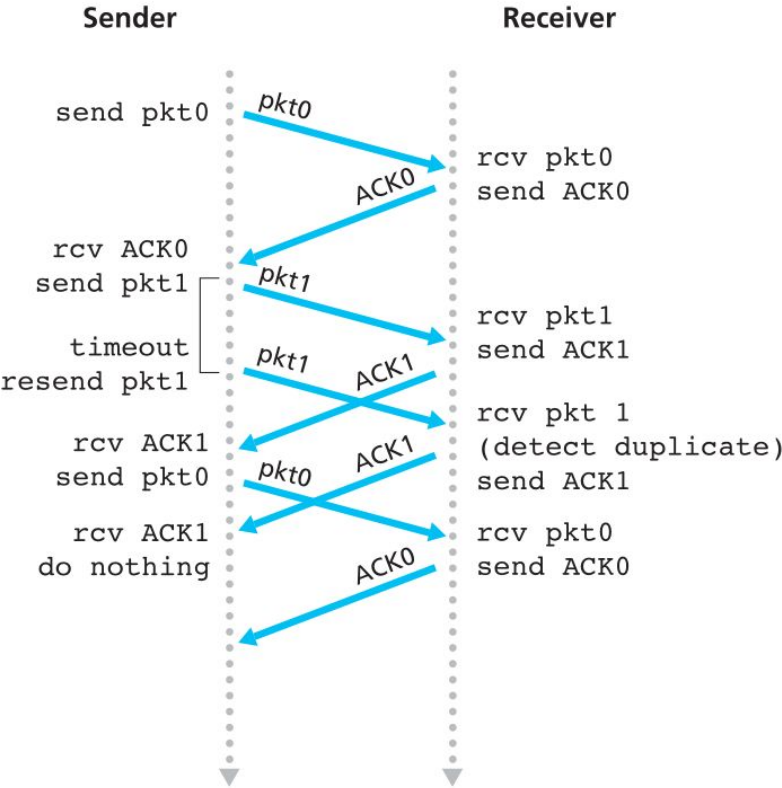 Sender
Receiver
send pkt0
pkt0
rcv pkt0
send ACK0
ACK0
rcv ACK0
send pkt1
pkt1
rcv pkt1
send ACK1
timeout
resend pkt1
pkt1
ACK1
rcv pkt 1
(detect duplicate)
send ACK1
rcv ACK1
send pkt0
ACK1
pkt0
rcv ACK1
do nothing
rcv pkt0
send ACK0
ACK0